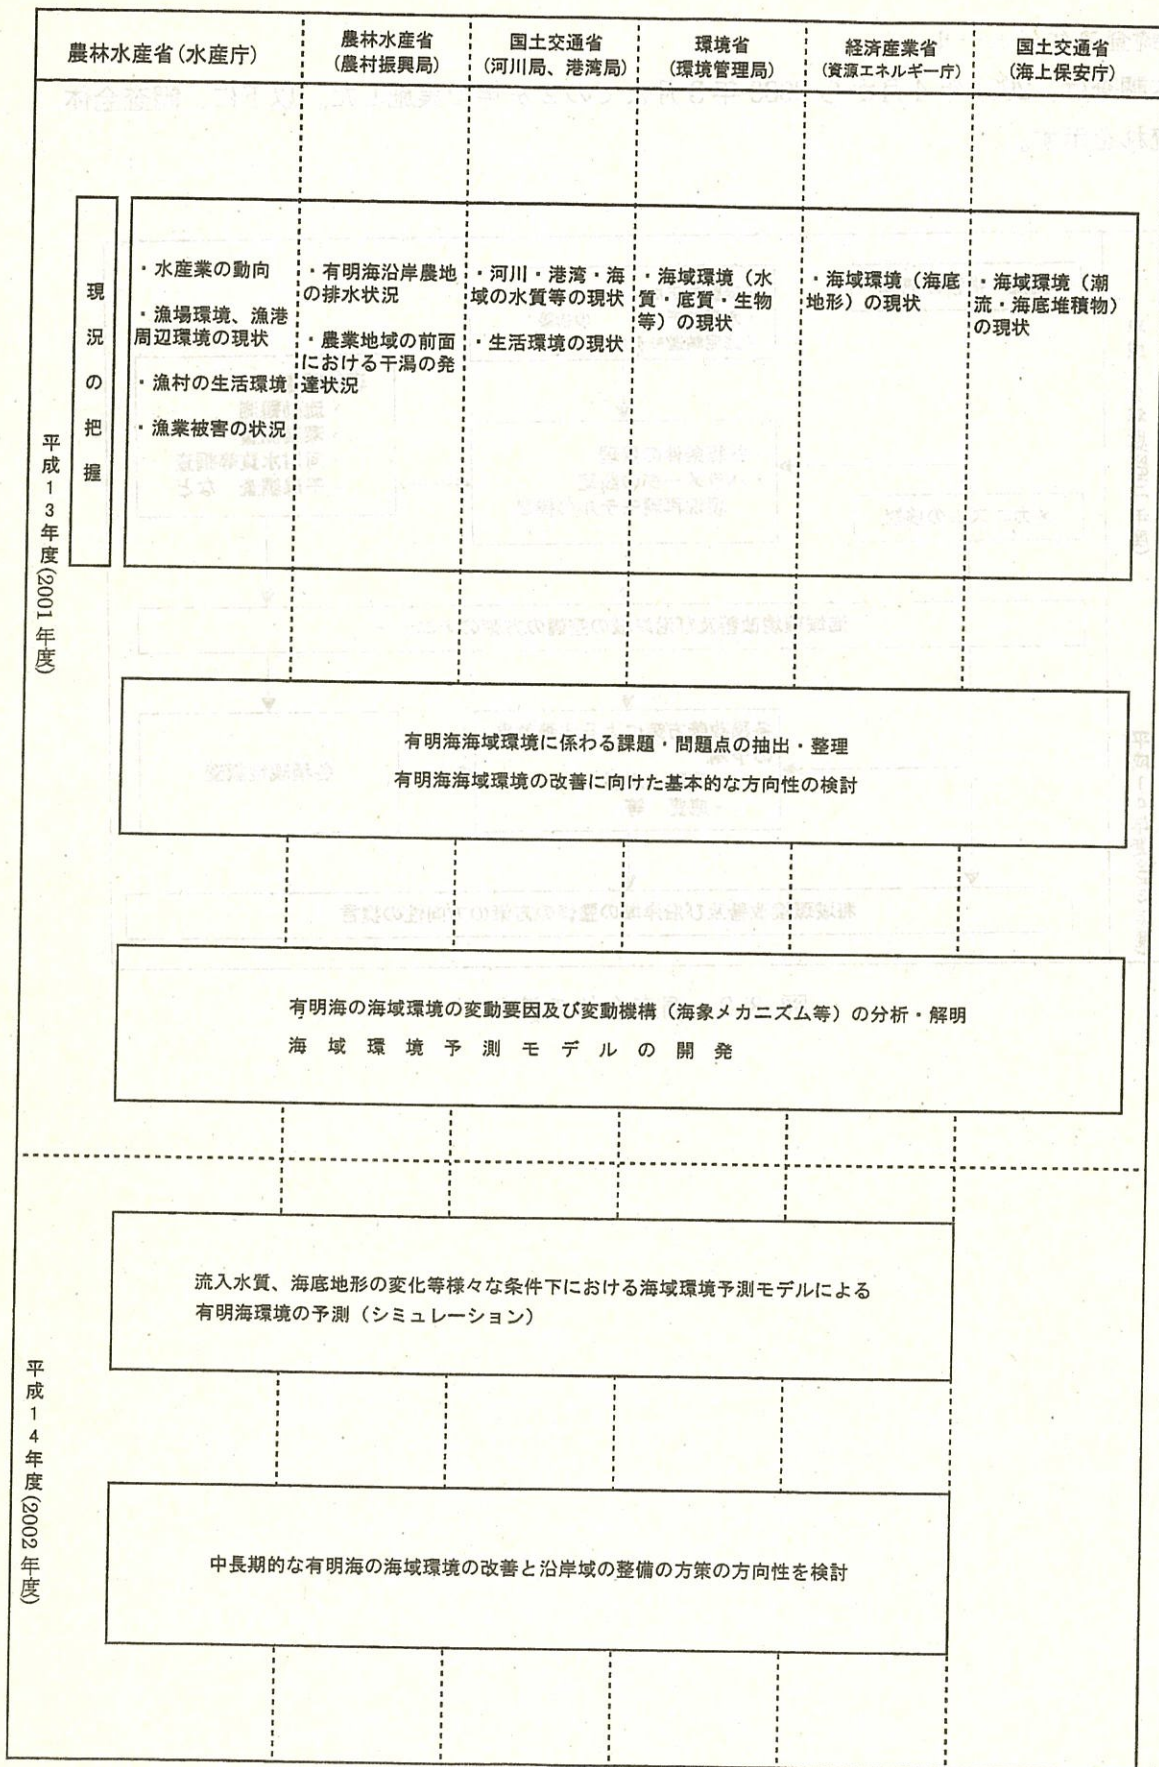 農林水産省(水産庁)
農林水産省
(農村振興局)
国土交通省
(河川局、港湾局)
環境省
(環境管理局)
経済産業省
(資源エネルギー庁)
国土交通省
(海上保安庁)
平成13年度(2001年度)
現況の把握
・水産業の動向
・漁場環境、漁港
周辺環境の現状
・漁村の生活環境
・漁業被害の状況
・有明海沿岸農地
の排水状況
・農業地域の前面
における干潟の発
達状況
・河川・港湾・海
域の水質等の現状
・生活環境の現状
・海域環境(水
質・底質・生物
等)の現状
・海域環境(海底
地形)の現状
・海域環境(潮
流・海底堆積物)
の現状
有明海海域環境に係わる課題・問題点の抽出・整理
有明海海域環境の改善に向けた基本的な方向性の検討
有明海の海域環境の変動要因及び変動機構(海象メカニズム等)の分析・解明
海域環境予測モデルの開発
平成14年度(2002年度)
流入水質、海底地形の変化等様々な条件下における海域環境予測モデルによる
有明海環境の予測(シミュレーション)
中長期的な有明海の海域環境の改善と沿岸域の整備の方策の方向性を検討